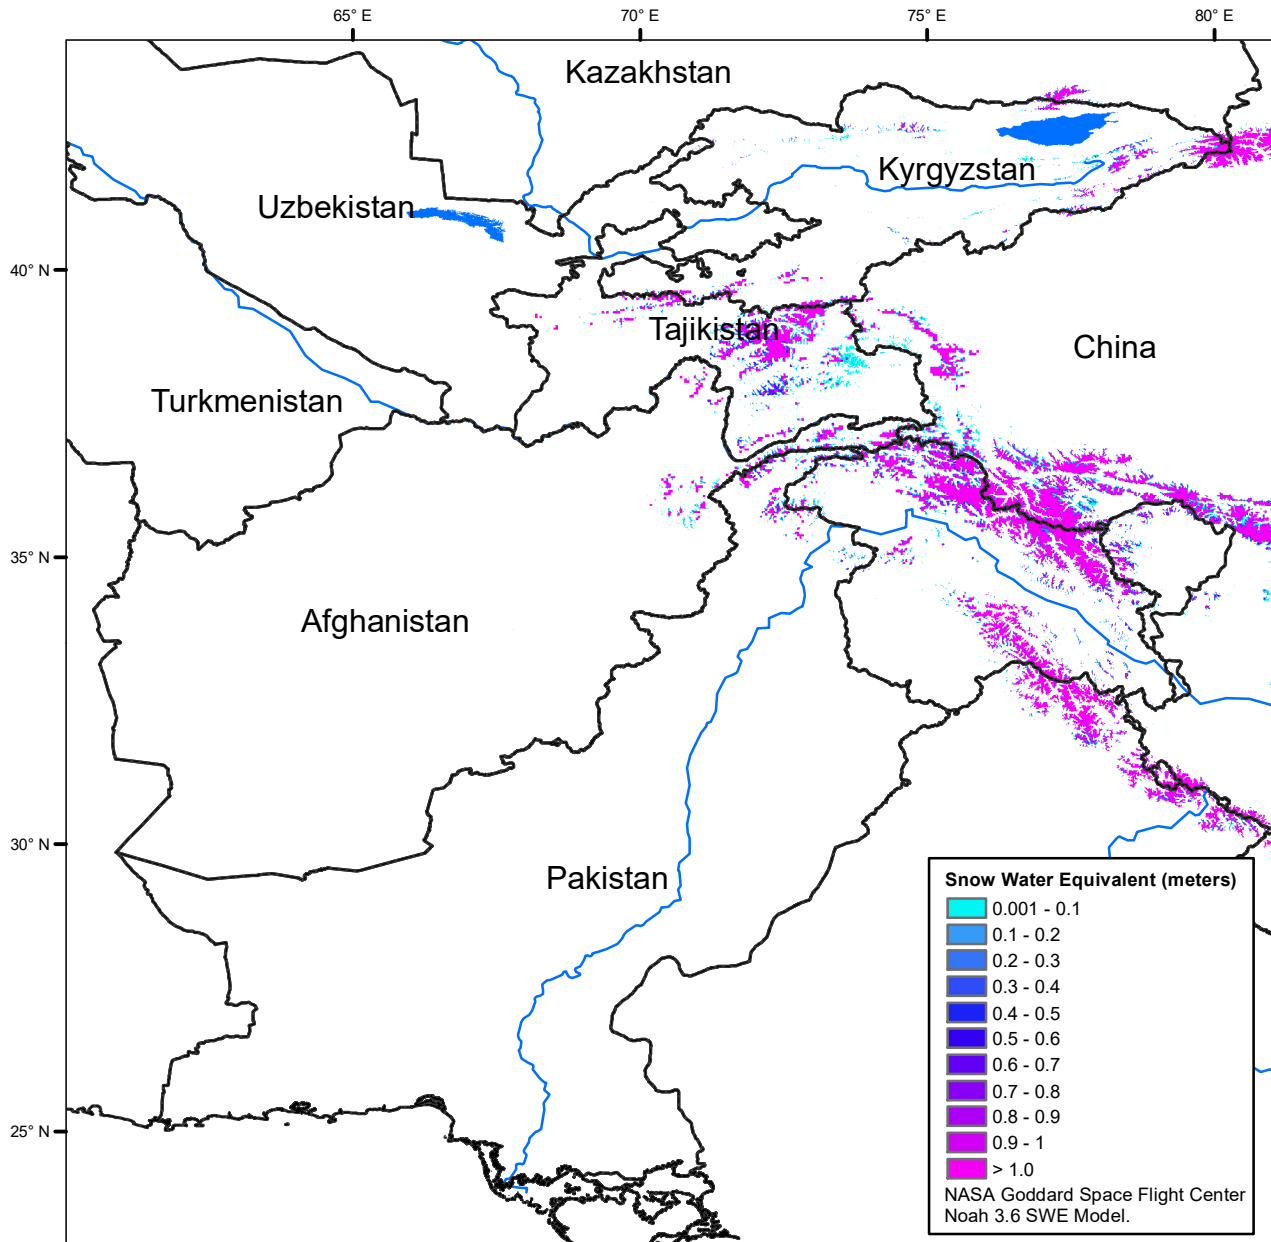 65° E
70° E
75° E
80° E
Kazakhstan
Kyrgyzstan
Uzbekistan
40° N
Tajikistan
China
Turkmenistan
35° N
Afghanistan
30° N
Pakistan
25° N
Snow Water Equivalent (meters)
0.001 - 0.1
0.1 - 0.2
0.2 - 0.3
0.3 - 0.4
0.4 - 0.5
0.5 - 0.6
0.6 - 0.7
0.7 - 0.8
0.8 - 0.9
0.9 - 1
> 1.0
NASA Goddard Space Flight Center
Noah 3.6 SWE Model.